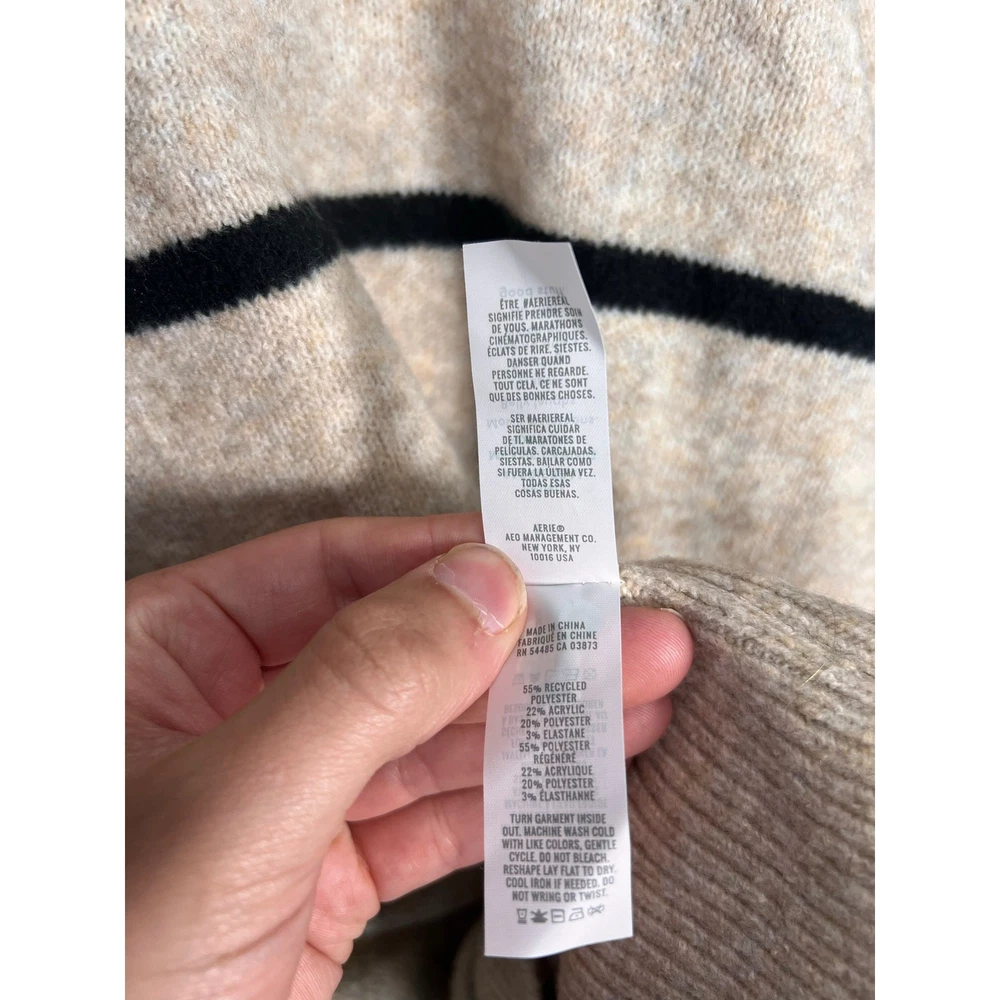 ÊTRE #AERIEREAL
SIGNIFIE PRENDRE SOIN
DE VOUS. MARATHONS
CINÉMATOGRAPHIQUES.
ÉCLATS DE RIRE. SIESTES.
DANSER QUAND
PERSONNE NE REGARDE.
TOUT CELA, CE NE SONT
QUE DES BONNES CHOSES.
SER #AERIEREAL
SIGNIFICA CUIDAR
DE TI. MARATONES DE
PELÍCULAS. CARCAJADAS.
SIESTAS. BAILAR COMO
SI FUERA LA ÚLTIMA VEZ.
TODAS ESAS
COSAS BUENAS.
AERIE®
AEO MANAGEMENT CO.
NEW YORK, NY
10016 USA
MADE IN CHINA
FABRIQUÉ EN CHINE
RN 54485 CA 03873
55% RECYCLED
POLYESTER
22% ACRYLIC
20% POLYESTER
3% ELASTANE
55% POLYESTER
RÉGÉNÉRÉ
22% ACRYLIQUE
20% POLYESTER
3% ÉLASTHANNE
TURN GARMENT INSIDE
OUT. MACHINE WASH COLD
WITH LIKE COLORS, GENTLE
CYCLE. DO NOT BLEACH.
RESHAPE LAY FLAT TO DRY.
COOL IRON IF NEEDED. DO
NOT WRING OR TWIST.